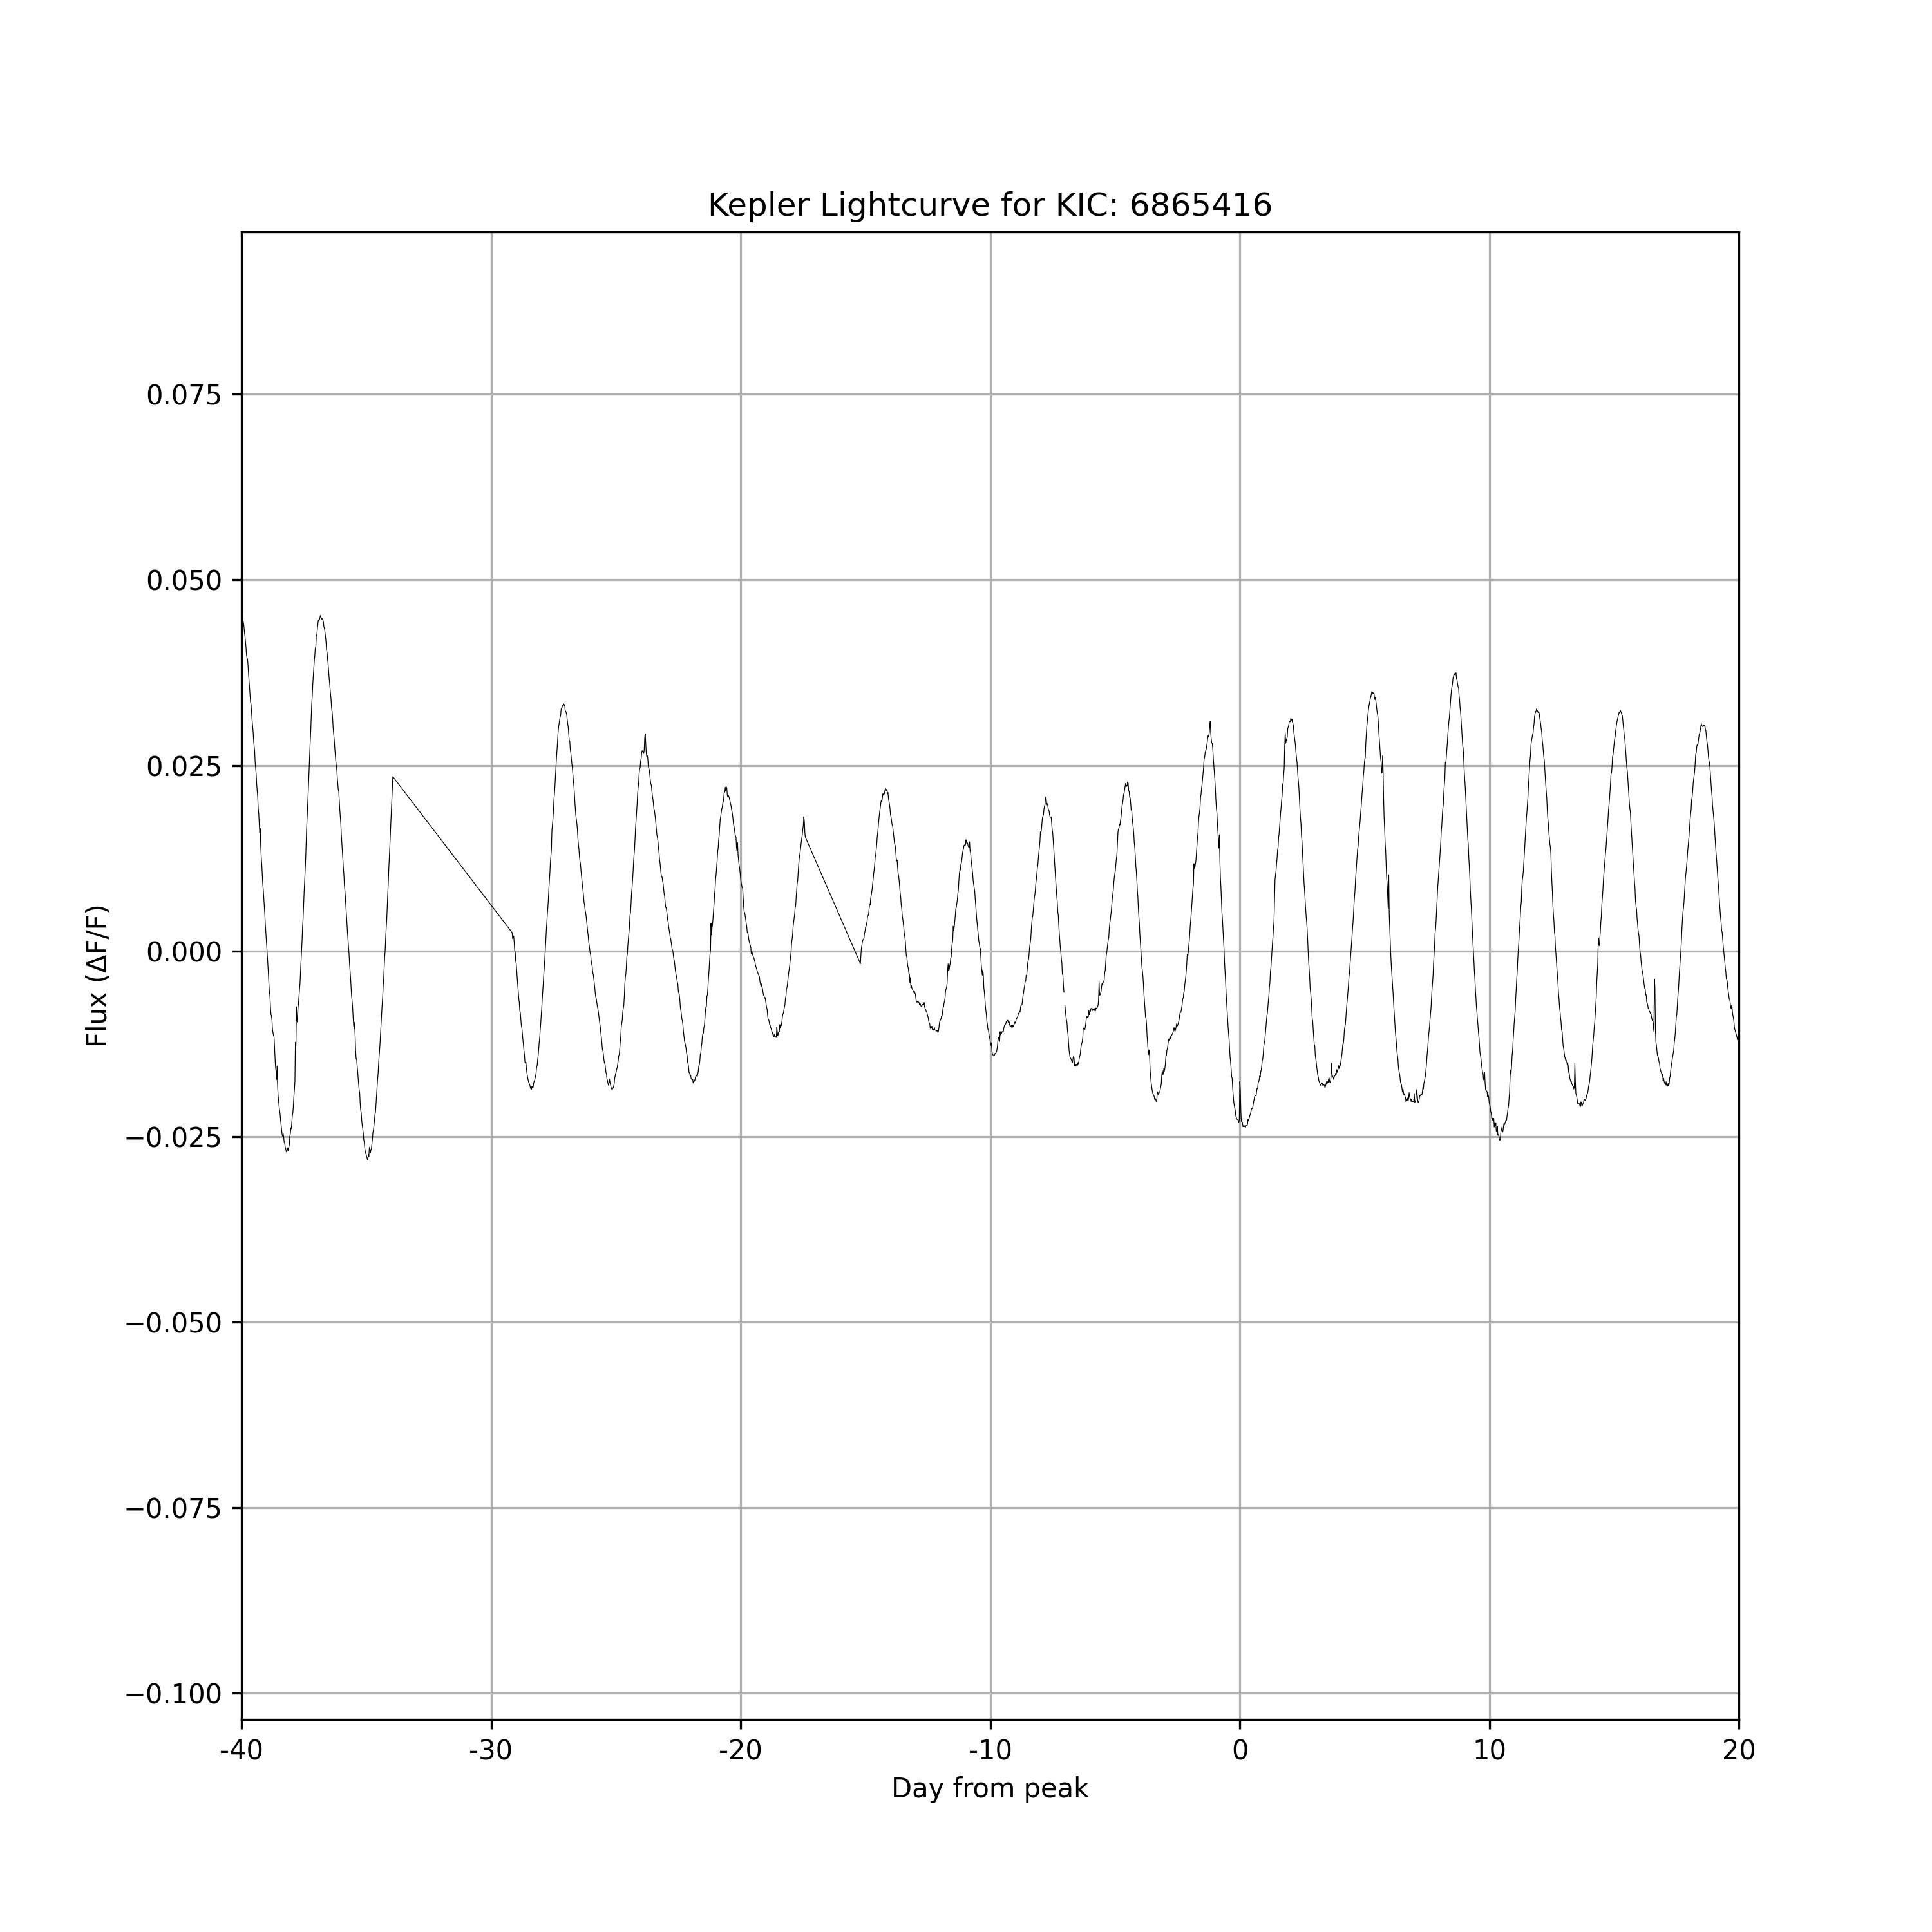 Kepler Lightcurve for KIC: 6865416
0.075
0.050
0.025
0.000
−0.025
−0.050
−0.075
−0.100
Flux (ΔF/F)
-40 -30 -20 -10 0 10 20
Day from peak